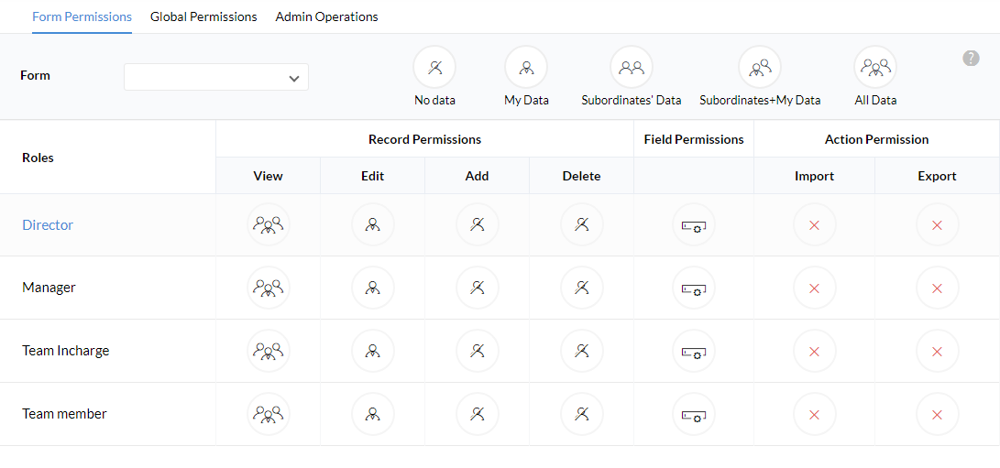 Form Permissions Global Permissions Admin Operations
Form
No data My Data Subordinates' Data Subordinates+My Data All Data
?
Roles Record Permissions Field Permissions Action Permission
View Edit Add Delete Import Export
Director
Manager
Team Incharge
Team member